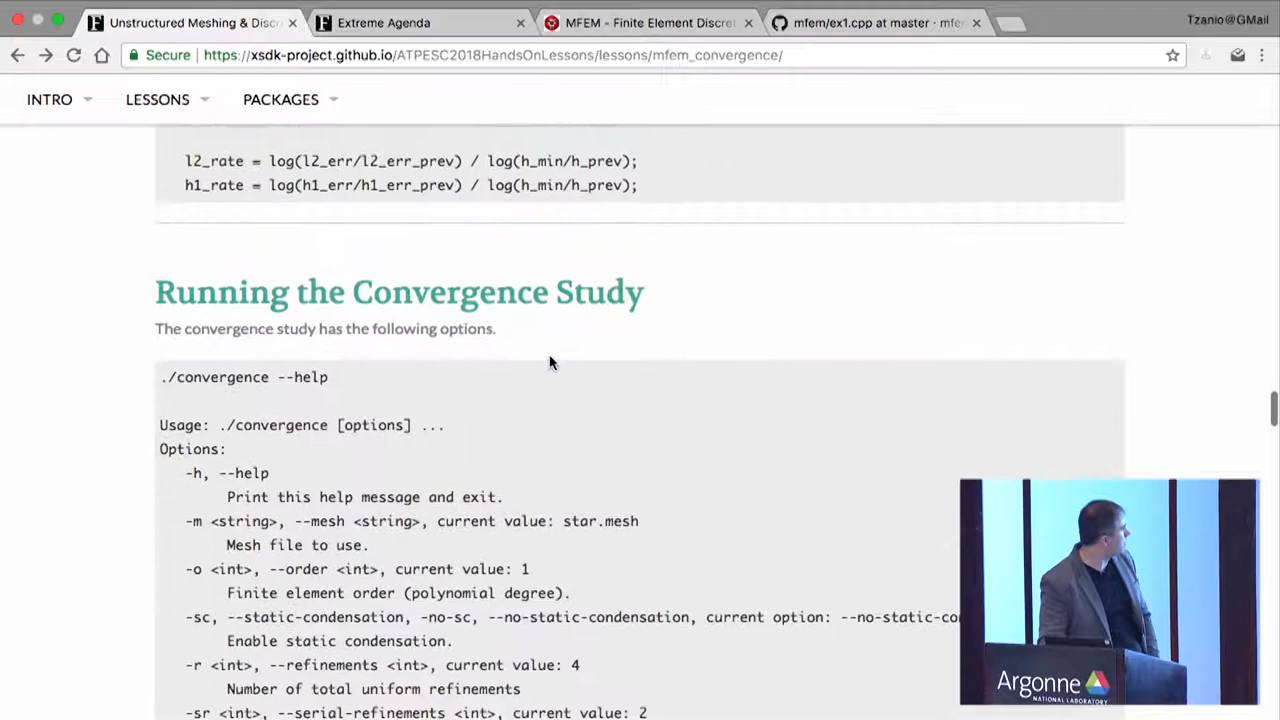 Unstructured Meshing & Discr
Extreme Agenda
MFEM - Finite Element Discret
mfem/ex1.cpp at master · mfe
Tzanio@GMail
Secure
https://xsdk-project.github.io/ATPESC2018HandsOnLessons/lessons/mfem_convergence/
INTRO
LESSONS
PACKAGES
l2_rate = log(l2_err/l2_err_prev) / log(h_min/h_prev);
h1_rate = log(h1_err/h1_err_prev) / log(h_min/h_prev);
Running the Convergence Study
The convergence study has the following options.
./convergence --help
Usage: ./convergence [options] ...
Options:
-h, --help
Print this help message and exit.
-m <string>, --mesh <string>, current value: star.mesh
Mesh file to use.
-o <int>, --order <int>, current value: 1
Finite element order (polynomial degree).
-sc, --static-condensation, -no-sc, --no-static-condensation, current option: --no-static-co
Enable static condensation.
-r <int>, --refinements <int>, current value: 4
Number of total uniform refinements
-sr <int>, --serial-refinements <int>, current value: 2
Argonne
NATIONAL LABORATORY